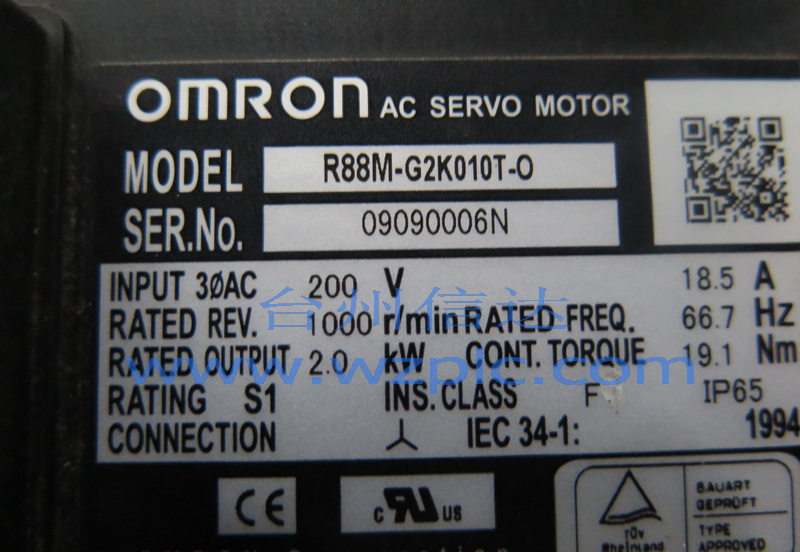 OMRON AC SERVO MOTOR
MODEL R88M-G2K010T-O
SER.No. 09090006N
INPUT 3ØAC 200 V 18.5 A
台州信达
RATED REV. 1000 r/min RATED FREQ. 66.7 Hz
RATED OUTPUT 2.0 kW CONT. TORQUE 19.1 Nm
www.wzplc.com
RATING S1 INS. CLASS F IP65
CONNECTION IEC 34-1: 1994
CE
c RU US
BAUART
GEPRÜFT
TÜV
Rheinland
TYPE
APPROVED